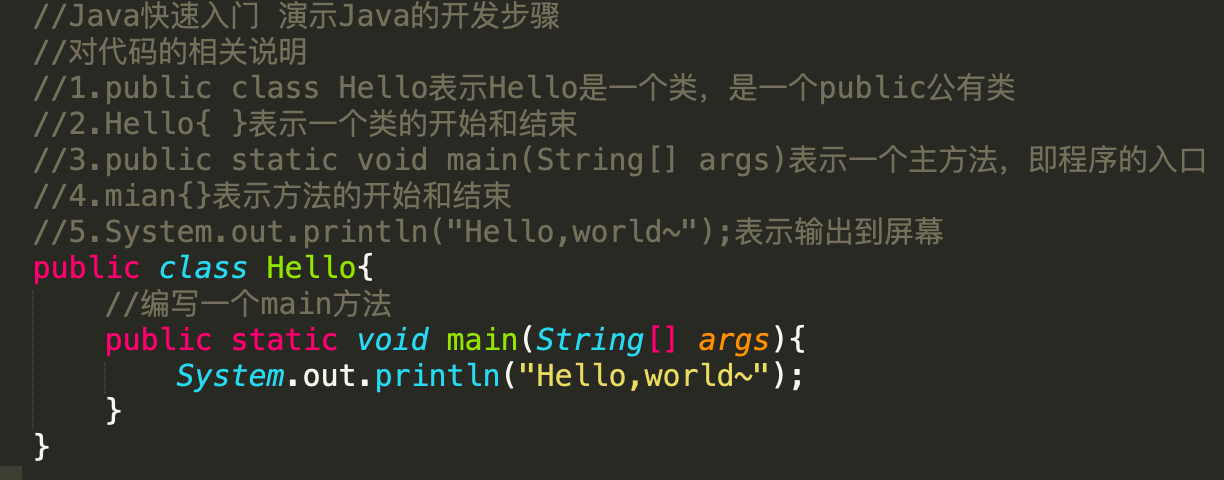 //Java快速入门 演示Java的开发步骤
//对代码的相关说明
//1.public class Hello表示Hello是一个类，是一个public公有类
//2.Hello{ }表示一个类的开始和结束
//3.public static void main(String[] args)表示一个主方法，即程序的入口
//4.mian{}表示方法的开始和结束
//5.System.out.println("Hello,world~");表示输出到屏幕
public class Hello{
    //编写一个main方法
    public static void main(String[] args){
        System.out.println("Hello,world~");
    }
}